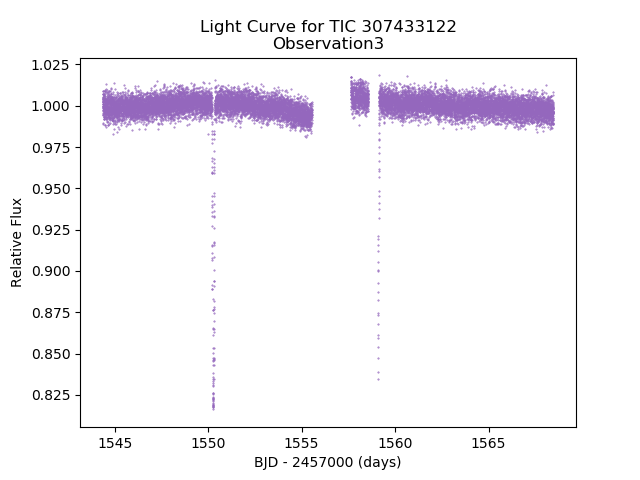 Light Curve for TIC 307433122
Observation3
1.025
1.000
0.975
0.950
0.925
0.900
0.875
0.850
0.825
Relative Flux
1545 1550 1555 1560 1565
BJD - 2457000 (days)